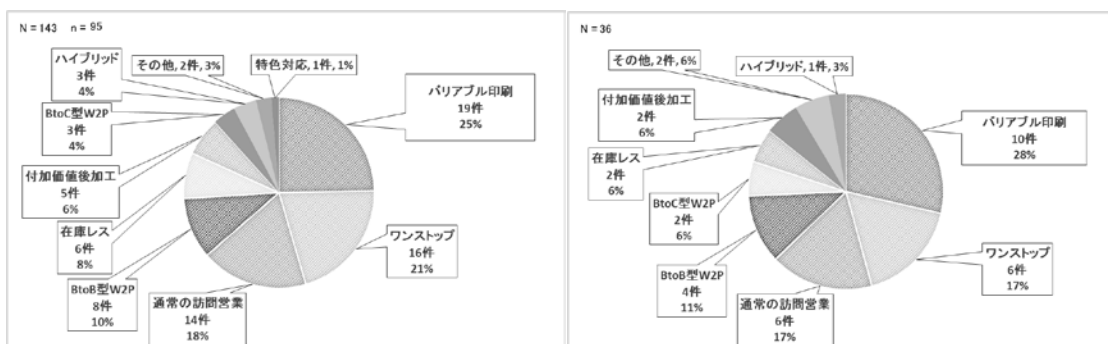 N = 143 n = 95
ハイブリッド
3件
4%
その他, 2件, 3%
特色対応, 1件, 1%
バリアブル印刷
19件
25%
BtoC型W2P
3件
4%
付加価値後加工
5件
6%
在庫レス
6件
8%
ワンストップ
16件
21%
BtoB型W2P
8件
10%
通常の訪問営業
14件
18%
N = 36
その他, 2件, 6%
ハイブリッド, 1件, 3%
付加価値後加工
2件
6%
バリアブル印刷
10件
28%
在庫レス
2件
6%
BtoC型W2P
2件
6%
ワンストップ
6件
17%
BtoB型W2P
4件
11%
通常の訪問営業
6件
17%